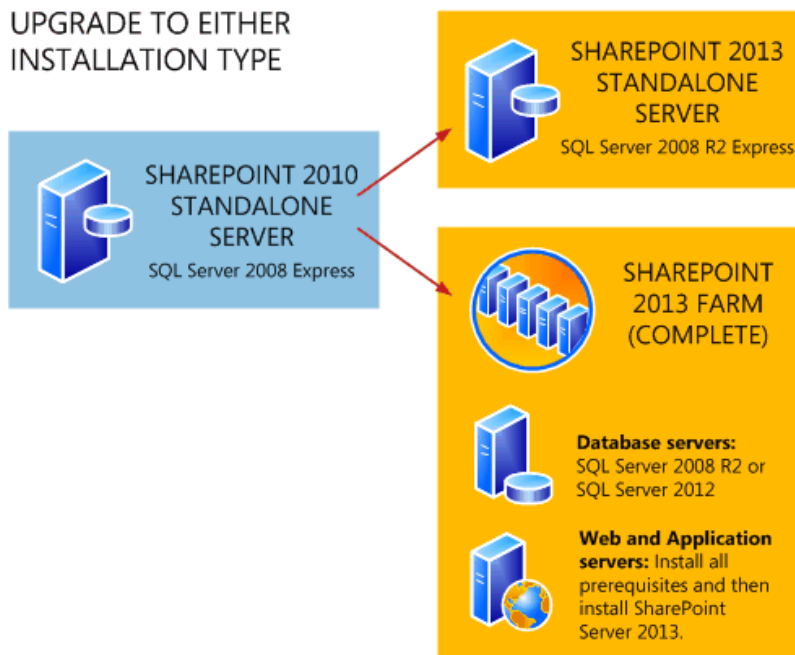 UPGRADE TO EITHER
INSTALLATION TYPE
SHAREPOINT 2010
STANDALONE
SERVER
SQL Server 2008 Express
SHAREPOINT 2013
STANDALONE
SERVER
SQL Server 2008 R2 Express
SHAREPOINT
2013 FARM
(COMPLETE)
Database servers:
SQL Server 2008 R2 or
SQL Server 2012
Web and Application
servers: Install all
prerequisites and then
install SharePoint
Server 2013.